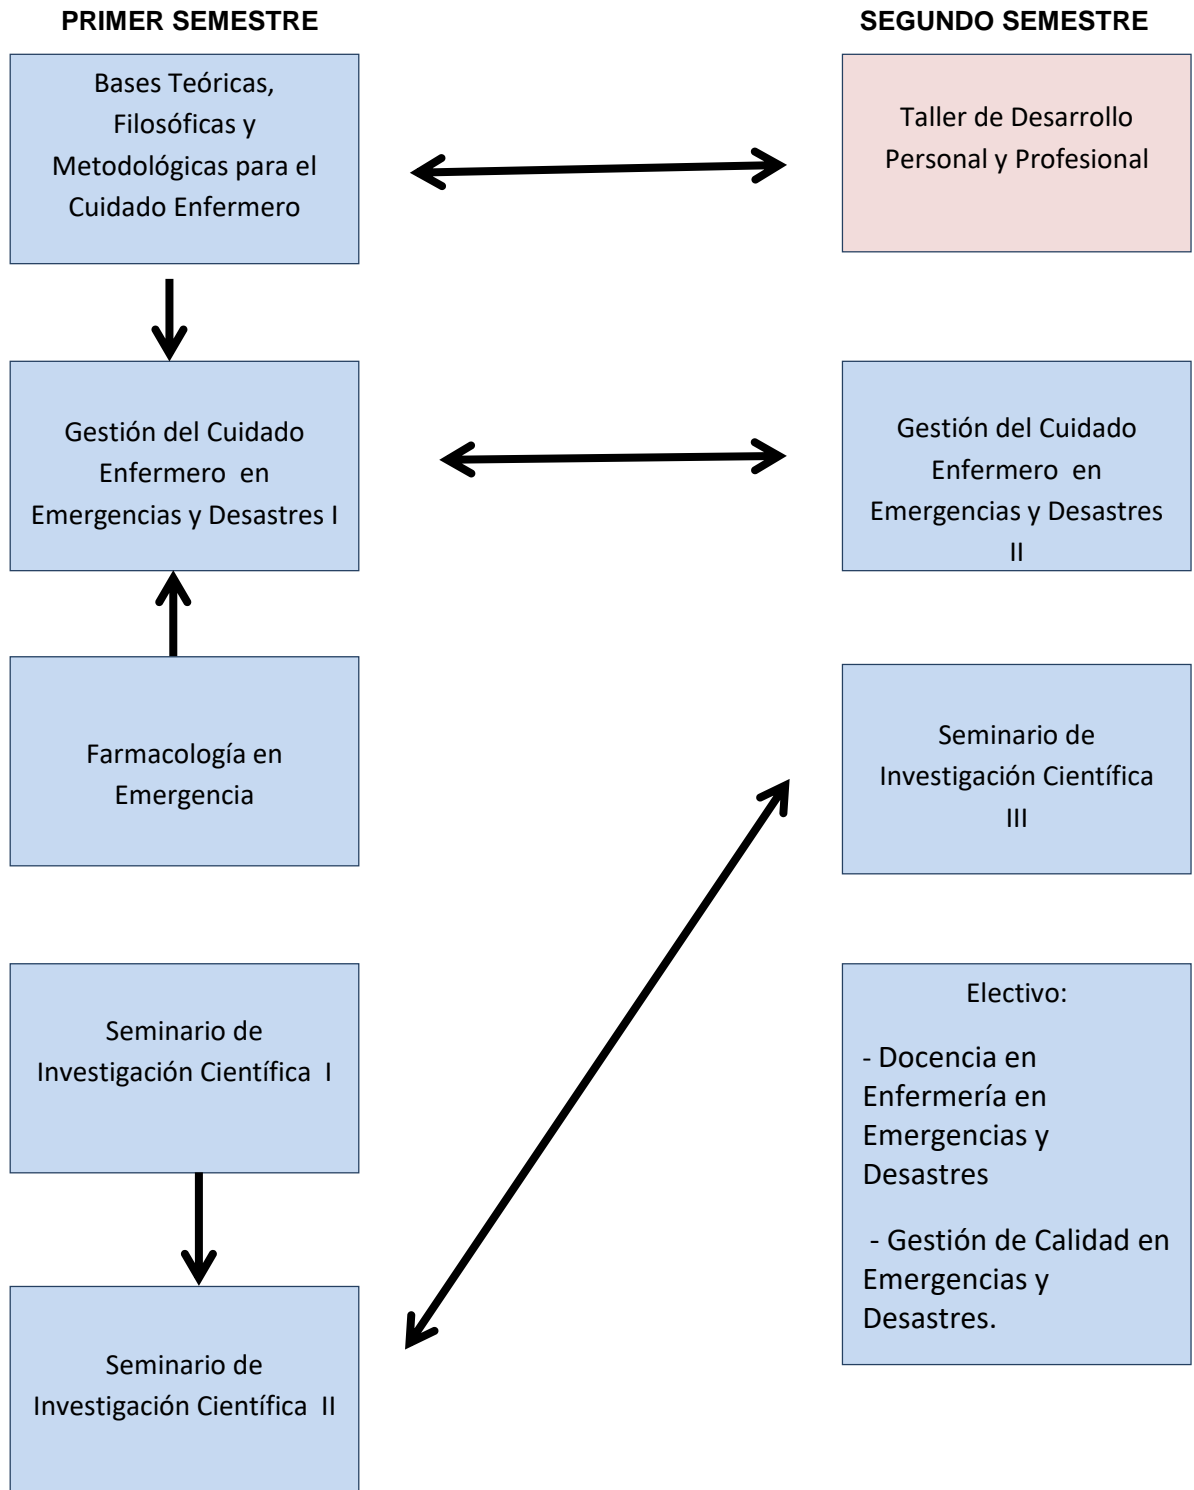 PRIMER SEMESTRE
SEGUNDO SEMESTRE
Bases Teóricas,
Filosóficas y
Metodológicas para el
Cuidado Enfermero
Taller de Desarrollo
Personal y Profesional
Gestión del Cuidado
Enfermero en
Emergencias y Desastres I
Gestión del Cuidado
Enfermero en
Emergencias y Desastres
II
Farmacología en
Emergencia
Seminario de
Investigación Científica
III
Seminario de
Investigación Científica I
Electivo:
- Docencia en
Enfermería en
Emergencias y
Desastres
- Gestión de Calidad en
Emergencias y
Desastres.
Seminario de
Investigación Científica II